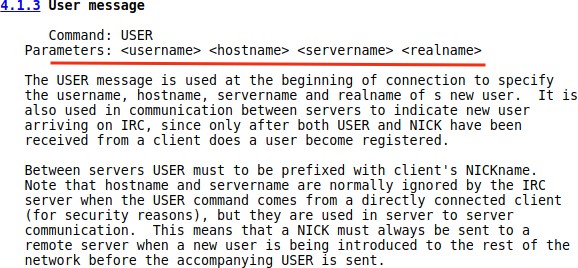 4.1.3 User message
Command: USER
Parameters: <username> <hostname> <servername> <realname>
The USER message is used at the beginning of connection to specify
the username, hostname, servername and realname of s new user.  It is
also used in communication between servers to indicate new user
arriving on IRC, since only after both USER and NICK have been
received from a client does a user become registered.
Between servers USER must to be prefixed with client's NICKname.
Note that hostname and servername are normally ignored by the IRC
server when the USER command comes from a directly connected client
(for security reasons), but they are used in server to server
communication.  This means that a NICK must always be sent to a
remote server when a new user is being introduced to the rest of the
network before the accompanying USER is sent.